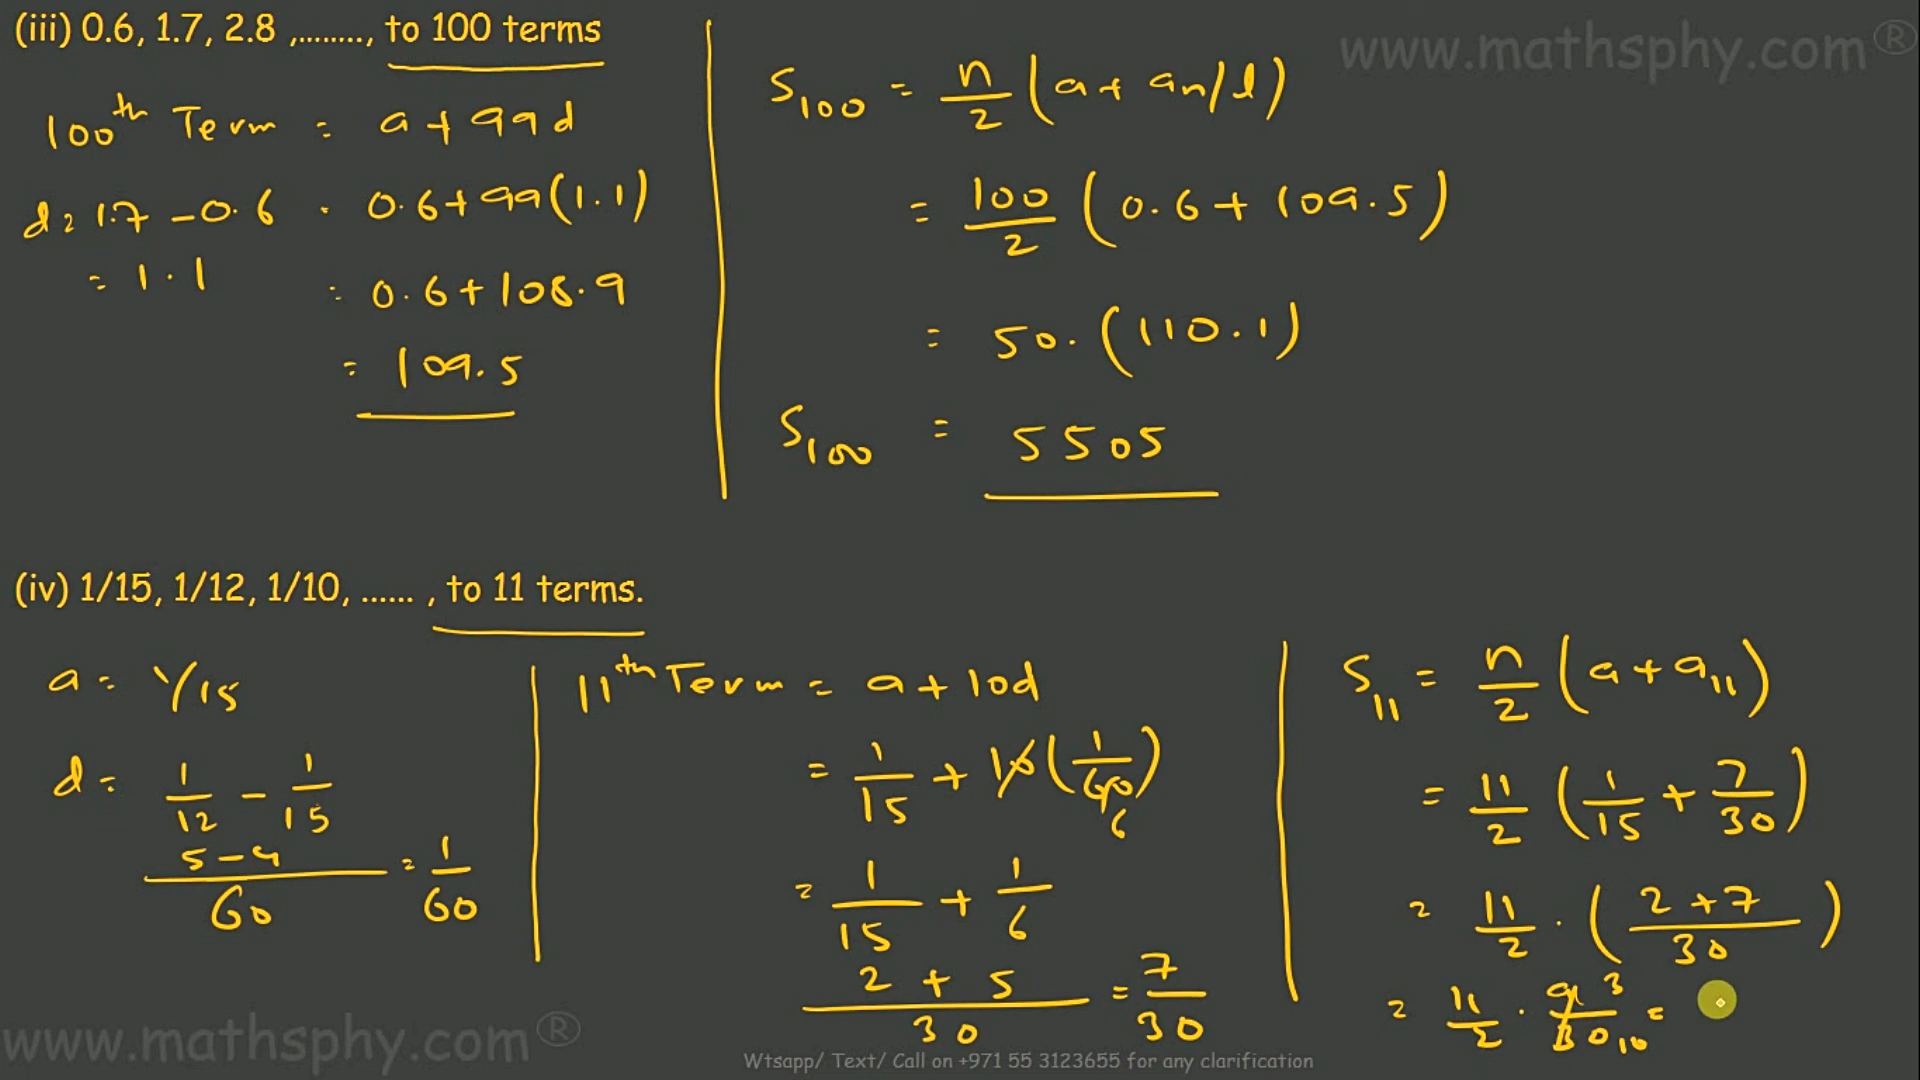 (iii) 0.6, 1.7, 2.8 ,........, to 100 terms
100th Term = a + 99d
d = 1.7 - 0.6 = 0.6 + 99(1.1)
= 1.1
= 0.6 + 108.9
= 109.5
S100 = n/2 (a + an/l)
= 100/2 (0.6 + 109.5)
= 50.(110.1)
S100 = 5505
www.mathsphy.com®
(iv) 1/15, 1/12, 1/10, ...... , to 11 terms.
a = 1/15
d = 1/12 - 1/15
5-4/60 = 1/60
11th Term = a + 10d
= 1/15 + 10(1/60) 6
= 1/15 + 1/6
2 + 5/30 = 7/30
S11 = n/2 (a + a11)
= 11/2 (1/15 + 7/30)
= 11/2 . (2 + 7/30)
= 11/2 . 9 3/30 10 =
www.mathsphy.com®
Wtsapp/ Text/ Call on +971 55 3123655 for any clarification